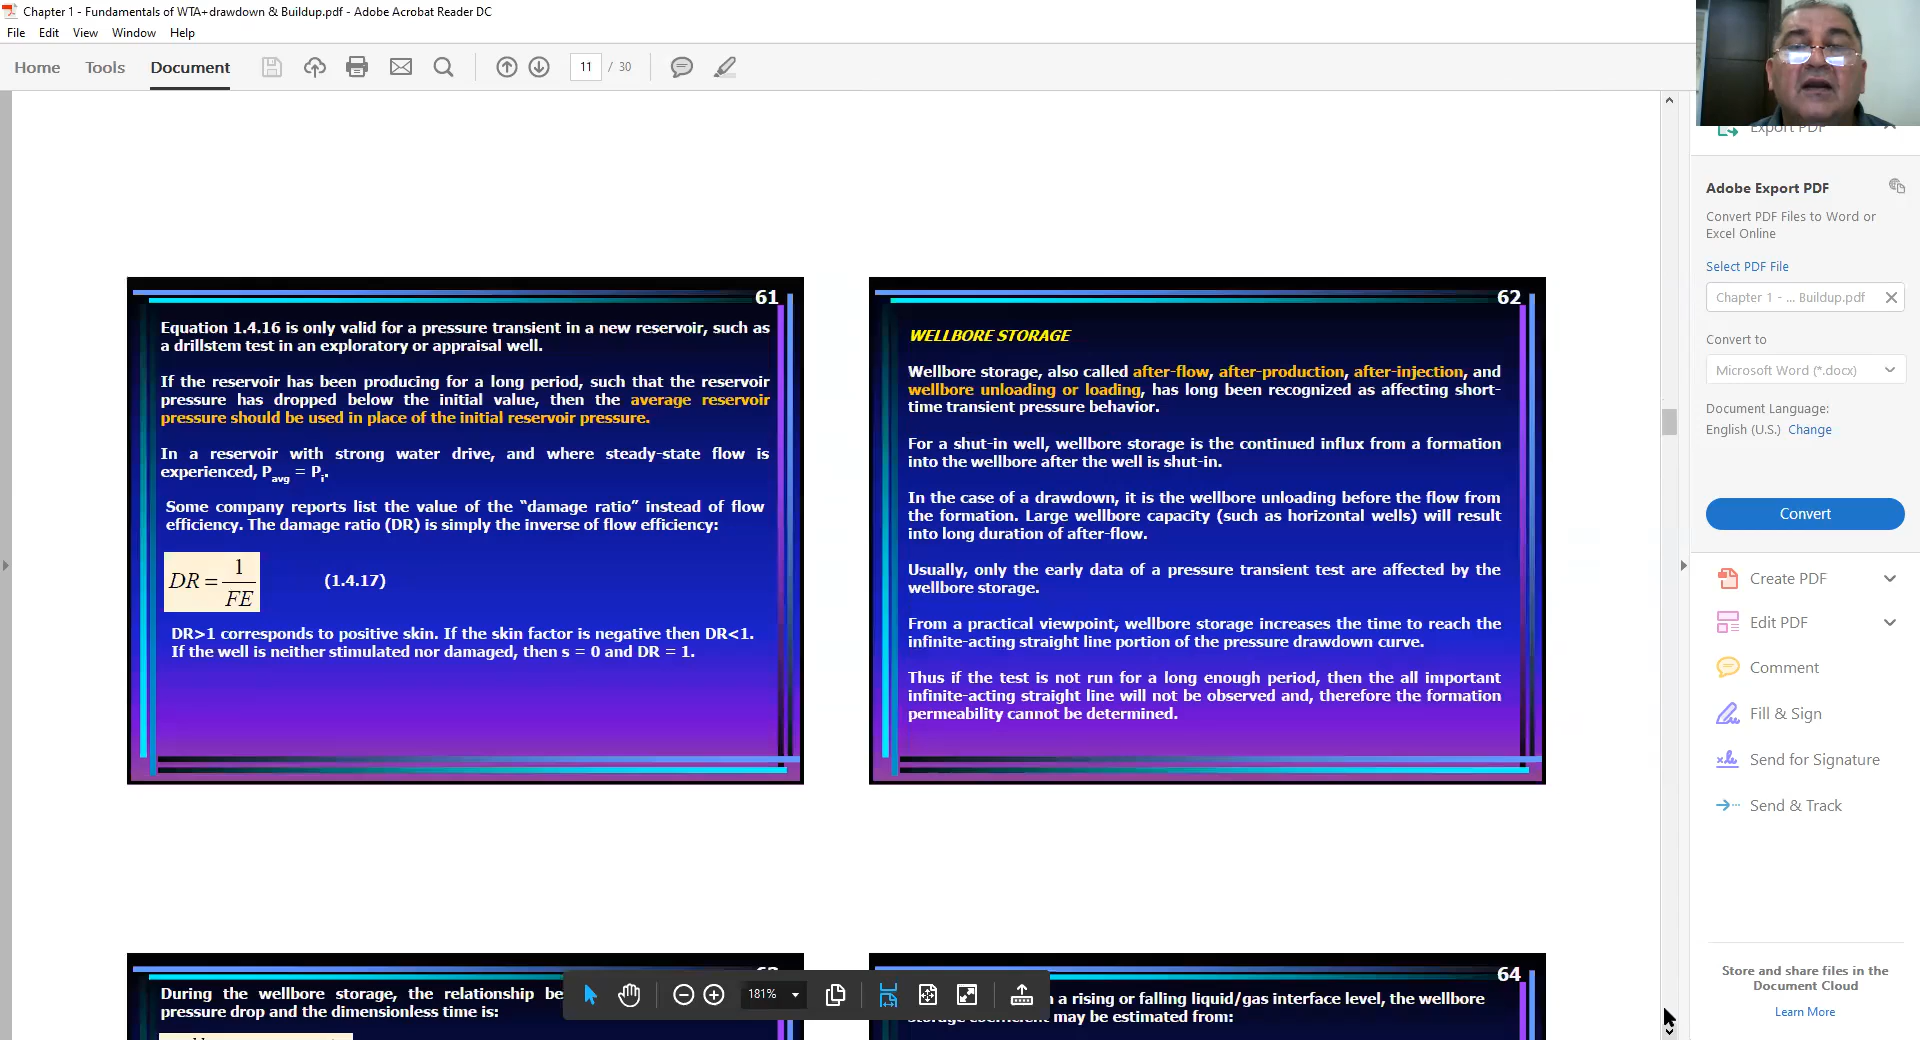 Chapter 1 - Fundamentals of WTA+drawdown & Buildup.pdf - Adobe Acrobat Reader DC
File Edit View Window Help
Home Tools Document 11 / 30
Export PDF
Adobe Export PDF
Convert PDF Files to Word or
Excel Online
Select PDF File
Chapter 1 - ... Buildup.pdf
Convert to
Microsoft Word (*.docx)
Document Language:
English (U.S.) Change
Convert
Create PDF
Edit PDF
Comment
Fill & Sign
Send for Signature
Send & Track
Store and share files in the
Document Cloud
Learn More
61
Equation 1.4.16 is only valid for a pressure transient in a new reservoir, such as
a drillstem test in an exploratory or appraisal well.
If the reservoir has been producing for a long period, such that the reservoir
pressure has dropped below the initial value, then the average reservoir
pressure should be used in place of the initial reservoir pressure.
In a reservoir with strong water drive, and where steady-state flow is
experienced, Pavg = Pi.
Some company reports list the value of the “damage ratio” instead of flow
efficiency. The damage ratio (DR) is simply the inverse of flow efficiency:
DR = 1/FE (1.4.17)
DR>1 corresponds to positive skin. If the skin factor is negative then DR<1.
If the well is neither stimulated nor damaged, then s = 0 and DR = 1.
62
WELLBORE STORAGE
Wellbore storage, also called after-flow, after-production, after-injection, and
wellbore unloading or loading, has long been recognized as affecting short-
time transient pressure behavior.
For a shut-in well, wellbore storage is the continued influx from a formation
into the wellbore after the well is shut-in.
In the case of a drawdown, it is the wellbore unloading before the flow from
the formation. Large wellbore capacity (such as horizontal wells) will result
into long duration of after-flow.
Usually, only the early data of a pressure transient test are affected by the
wellbore storage.
From a practical viewpoint, wellbore storage increases the time to reach the
infinite-acting straight line portion of the pressure drawdown curve.
Thus if the test is not run for a long enough period, then the all important
infinite-acting straight line will not be observed and, therefore the formation
permeability cannot be determined.
During the wellbore storage, the relationship be
pressure drop and the dimensionless time is:
64
a rising or falling liquid/gas interface level, the wellbore
may be estimated from:
181%